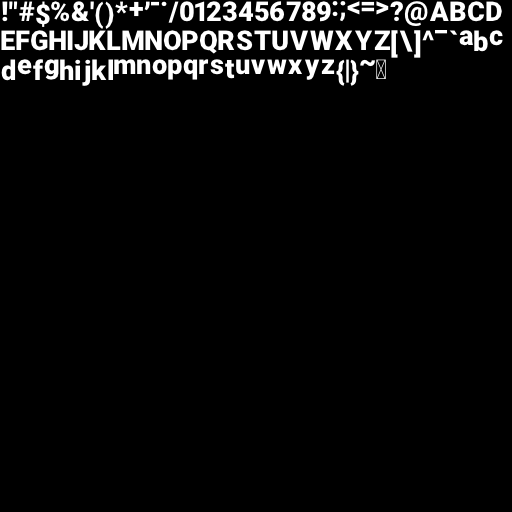 !"#$%&'()*+,-./0123456789:;<=>?@ABCD
EFGHIJKLMNOPQRSTUVWXYZ[\]^_`abc
defghijklmnopqrstuvwxyz{|}~